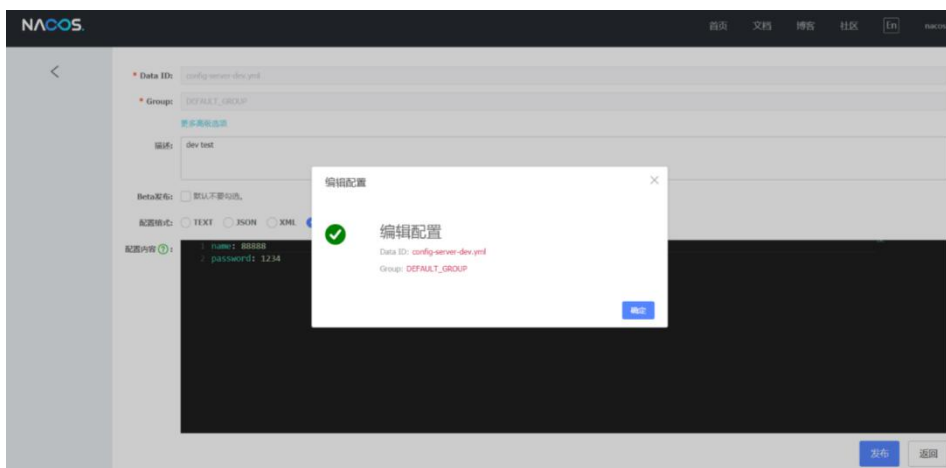 NACOS.
首页 文档 博客 社区 En nacos
* Data ID: config-server-dev.yml
* Group: DEFAULT_GROUP
更多高级选项
描述: dev test
Beta发布: 默认不要勾选。
配置格式: TEXT JSON XML
配置内容 ? :
1 name: 88888
2 password: 1234
编辑配置
编辑配置
Data ID: config-server-dev.yml
Group: DEFAULT_GROUP
确定
发布 返回